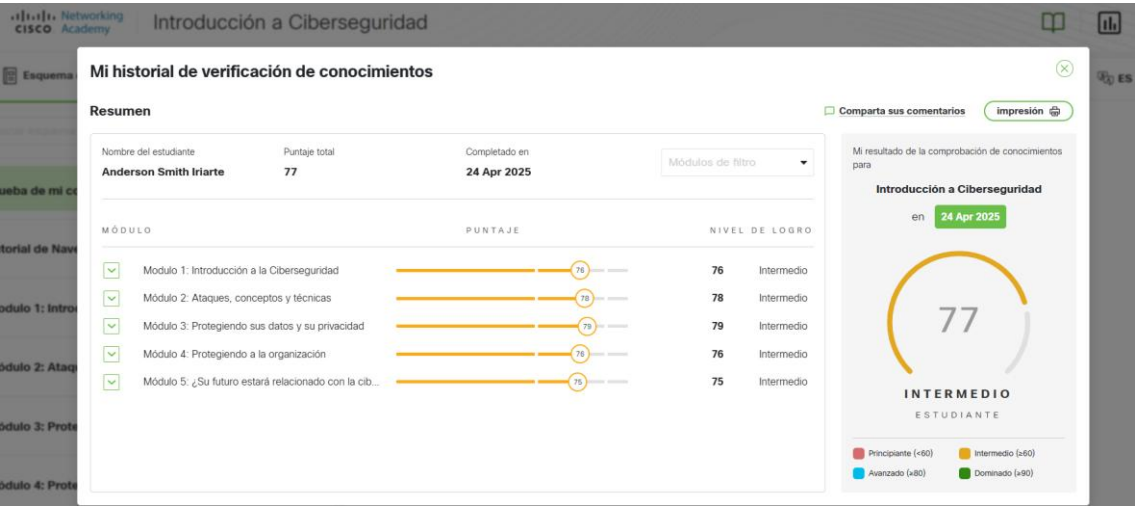 Networking
CISCO Academy
Introducción a Ciberseguridad
Esquema
ES
Mi historial de verificación de conocimientos
Resumen
Comparta sus comentarios
impresión
Nombre del estudiante
Puntaje total
Completado en
Módulos de filtro
Anderson Smith Iriarte
77
24 Apr 2025
MÓDULO
PUNTAJE
NIVEL DE LOGRO
Modulo 1: Introducción a la Ciberseguridad
76
76
Intermedio
Módulo 2: Ataques, conceptos y técnicas
78
78
Intermedio
Módulo 3: Protegiendo sus datos y su privacidad
79
79
Intermedio
Módulo 4: Protegiendo a la organización
76
76
Intermedio
Módulo 5: ¿Su futuro estará relacionado con la cib...
75
75
Intermedio
Mi resultado de la comprobación de conocimientos
para
Introducción a Ciberseguridad
en 24 Apr 2025
77
INTERMEDIO
ESTUDIANTE
Principiante (<60)
Intermedio (≥60)
Avanzado (≥80)
Dominado (≥90)
ueba de mi co
torial de Nave
odulo 1: Introd
ódulo 2: Ataq
ódulo 3: Prote
ódulo 4: Prote